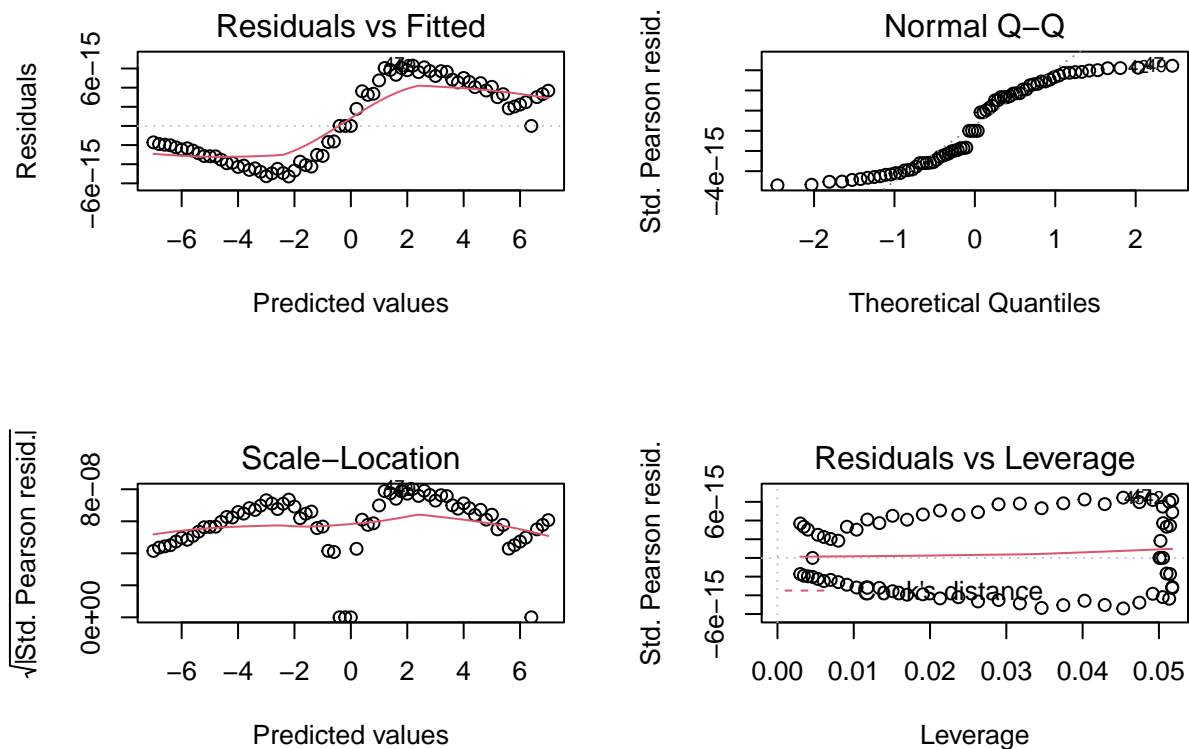 Residuals vs Fitted
Residuals
−6e−15
6e−15
−6
−4
−2
0
2
4
6
Predicted values
Normal Q−Q
Std. Pearson resid.
−4e−15
−2
−1
0
1
2
Theoretical Quantiles
Scale−Location
√|Std. Pearson resid.|
0e+00
8e−08
−6
−4
−2
0
2
4
6
Predicted values
Residuals vs Leverage
Std. Pearson resid.
−6e−15
6e−15
0.00
0.01
0.02
0.03
0.04
0.05
k's distance
Leverage